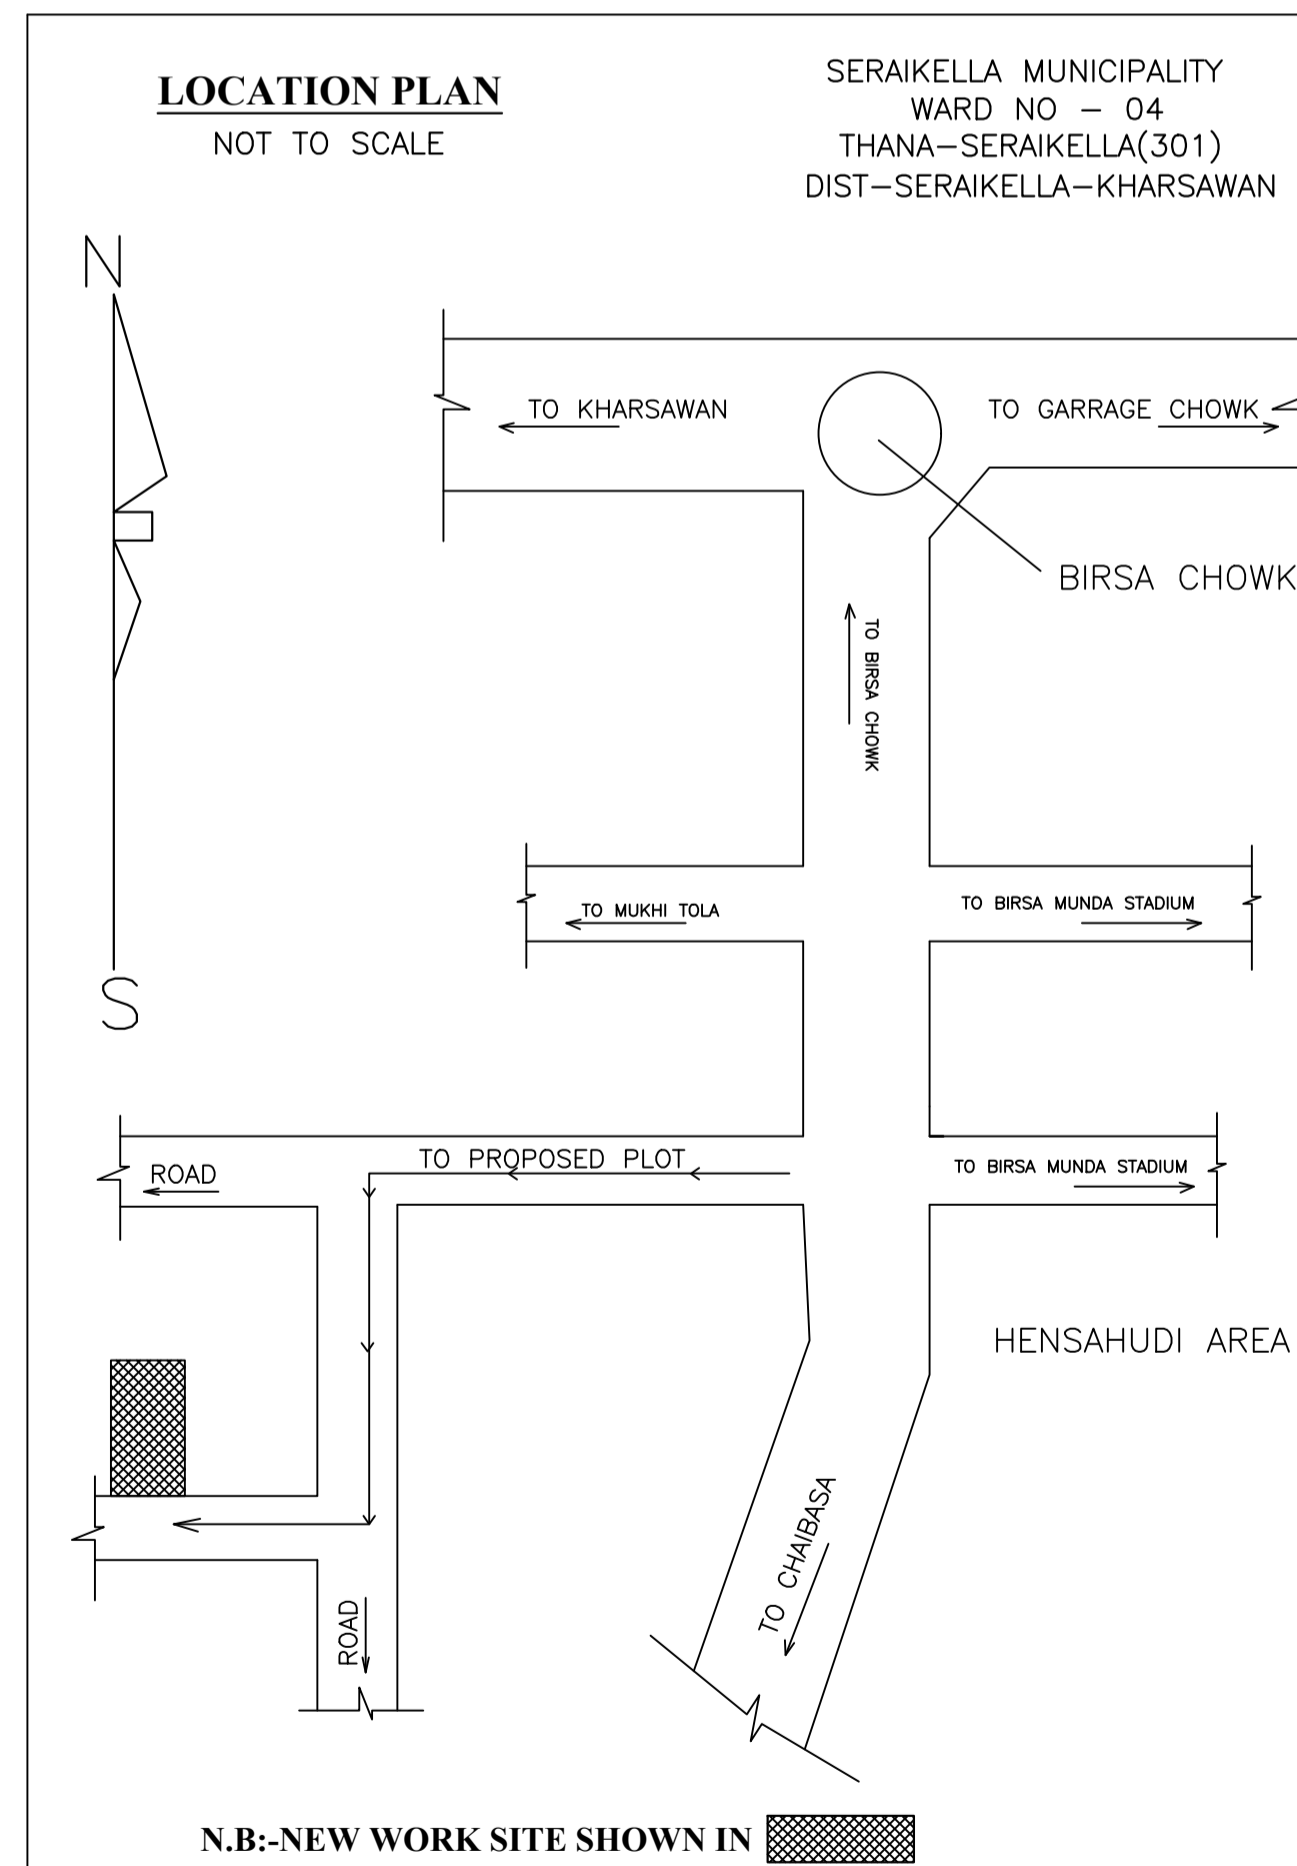 LOCATION PLAN
NOT TO SCALE
SERAIKELLA MUNICIPALITY
WARD NO - 04
THANA-SERAIKELLA(301)
DIST-SERAIKELLA-KHARSAWAN
N
TO KHARSAWAN
TO GARRAGE CHOWK
BIRSA CHOWK
TO BIRSA CHOWK
TO MUKHI TOLA
TO BIRSA MUNDA STADIUM
S
TO PROPOSED PLOT
ROAD
TO BIRSA MUNDA STADIUM
HENSAHUDI AREA
TO CHAIBASA
ROAD
N.B:-NEW WORK SITE SHOWN IN